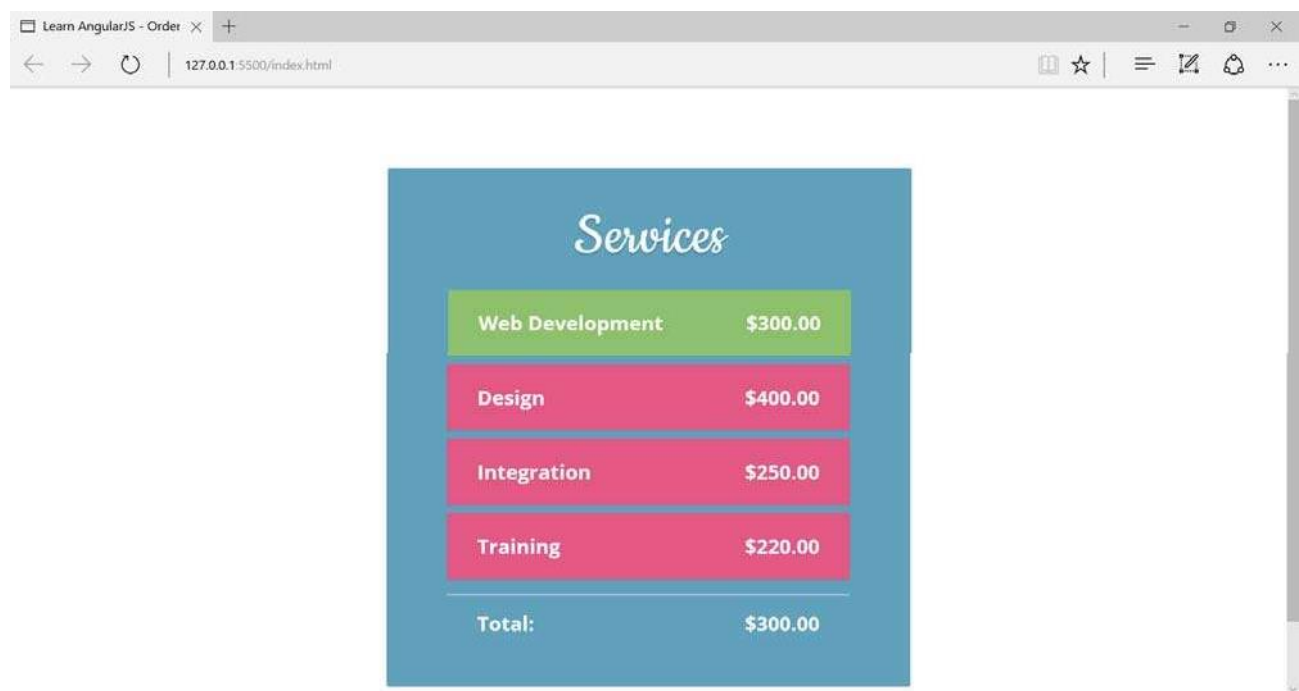 Learn AngularJS - Order
127.0.0.1:5500/index.html
Services
Web Development $300.00
Design $400.00
Integration $250.00
Training $220.00
Total: $300.00